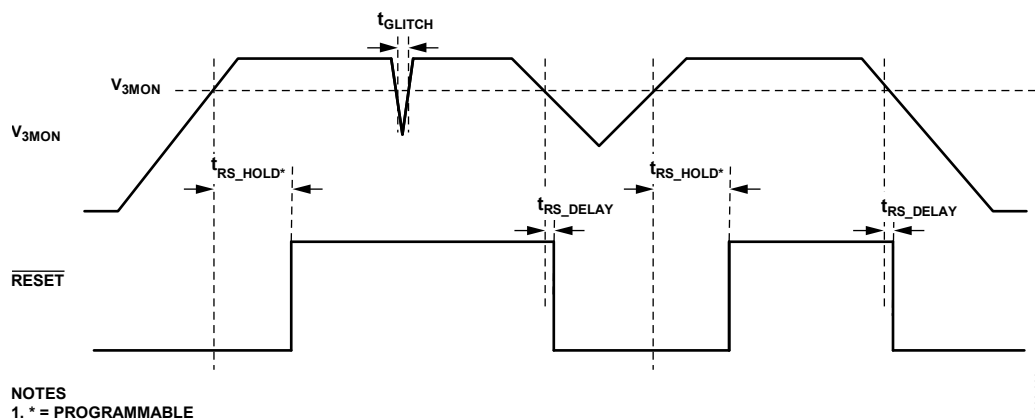 tGLITCH
V3MON
V3MON
tRS_HOLD*
tRS_HOLD*
tRS_DELAY
tRS_DELAY
RESET
NOTES
1. * = PROGRAMMABLE